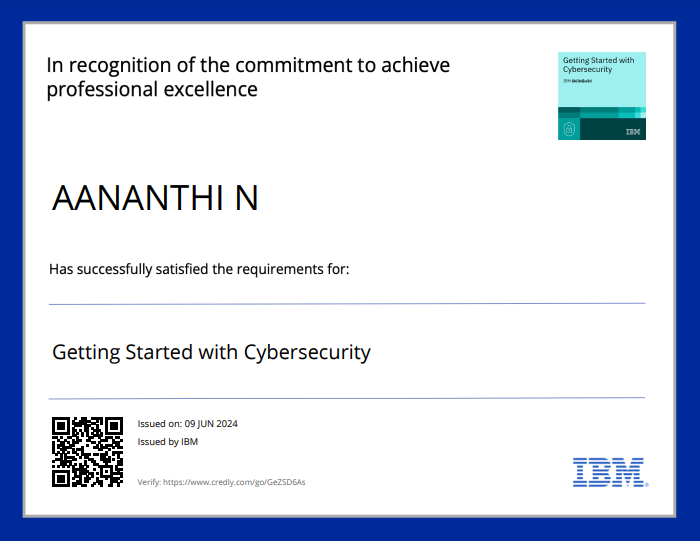 In recognition of the commitment to achieve
professional excellence
Getting Started with
Cybersecurity
IBM SkillsBuild
IBM
AANANTHI N
Has successfully satisfied the requirements for:
Getting Started with Cybersecurity
Issued on: 09 JUN 2024
Issued by IBM
Verify: https://www.credly.com/go/GeZSD6As
IBM®